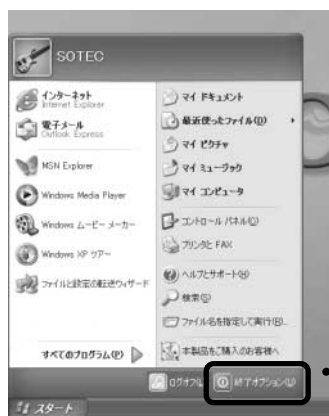 SOTEC
インターネット
Internet Explorer
電子メール
Outlook Express
MSN Explorer
Windows Media Player
Windows ムービー メーカー
Windows XP ツアー
ファイルと設定の転送ウィザード
すべてのプログラム(P)
マイ ドキュメント
最近使ったファイル(D)
マイ ピクチャ
マイ ミュージック
マイ コンピュータ
コントロール パネル(C)
プリンタと FAX
ヘルプとサポート(H)
検索(S)
ファイル名を指定して実行(R)...
本製品をご購入のお客様へ
ログオフ(L)
終了オプション(U)
スタート